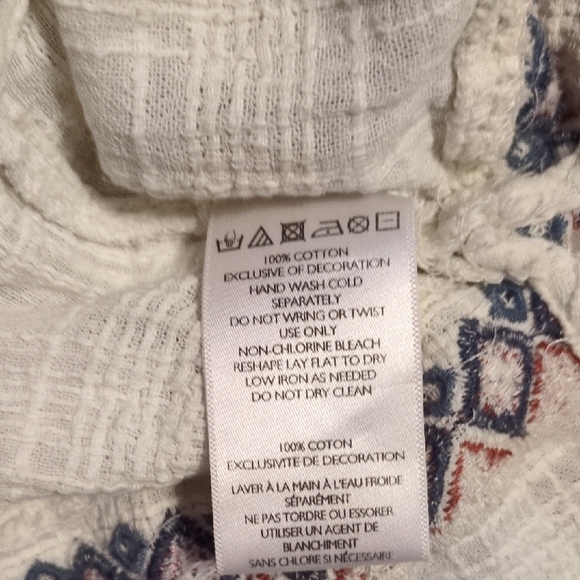 100% COTTON
EXCLUSIVE OF DECORATION
HAND WASH COLD
SEPARATELY
DO NOT WRING OR TWIST
USE ONLY
NON-CHLORINE BLEACH
RESHAPE LAY FLAT TO DRY
LOW IRON AS NEEDED
DO NOT DRY CLEAN
100% COTON
EXCLUSIVITE DE DECORATION
LAVER À LA MAIN À L'EAU FROIDE
SÉPARÉMENT
NE PAS TORDRE OU ESSORER
UTILISER UN AGENT DE
BLANCHIMENT
SANS CHLORE SI NÉCESSAIRE